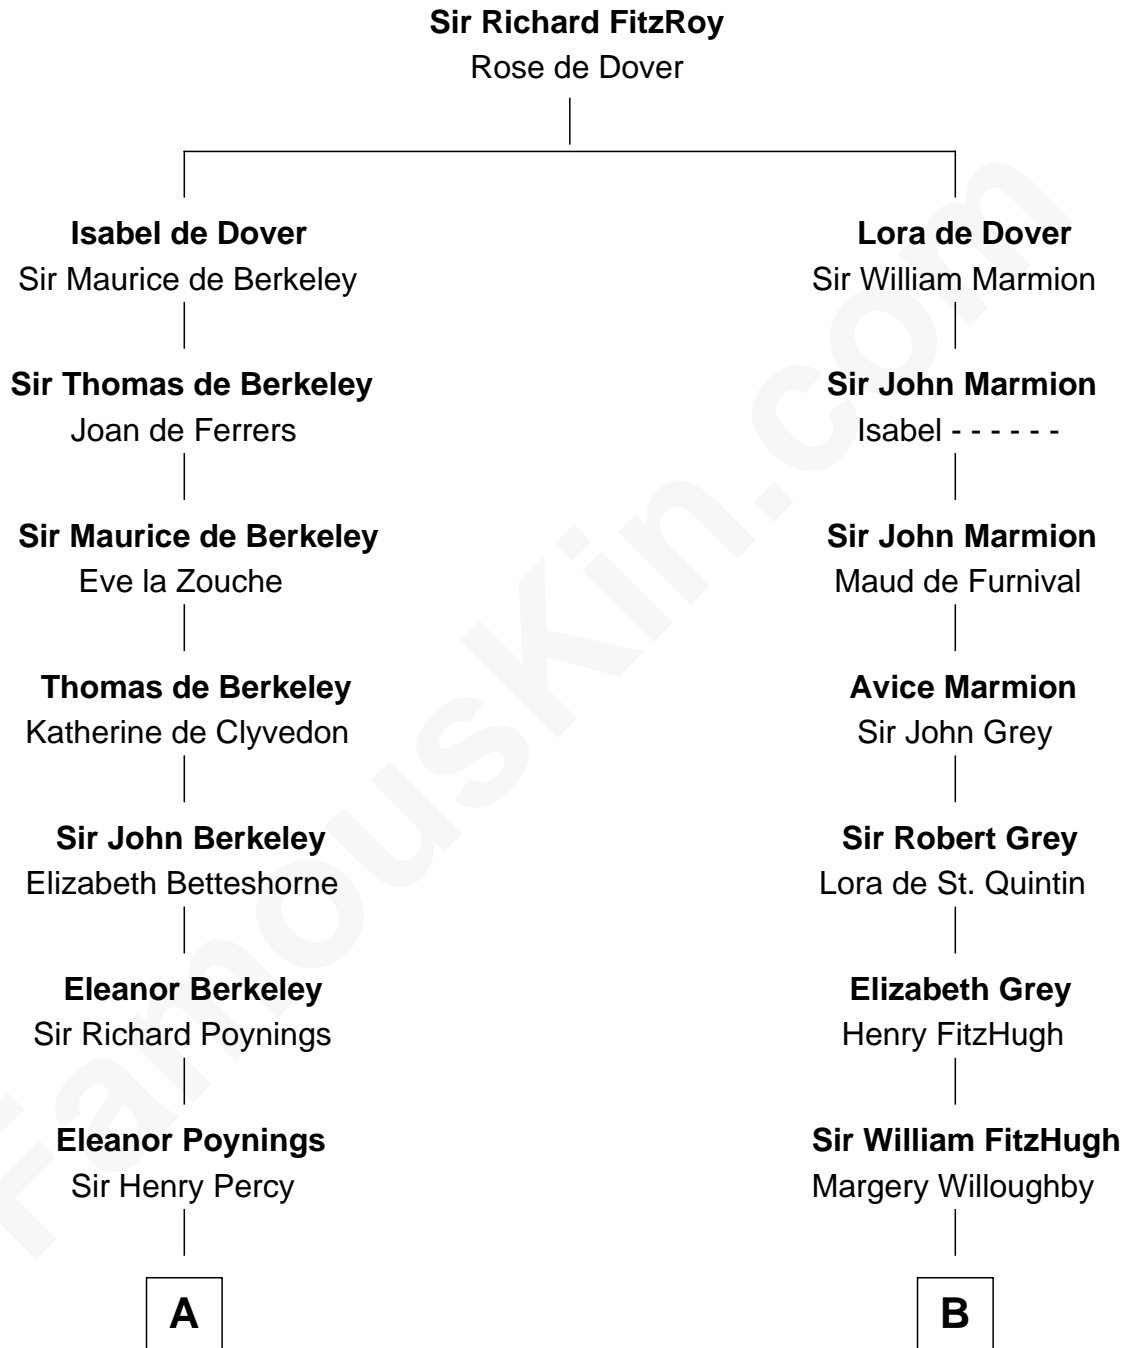 Sir Richard FitzRoy
Rose de Dover
Isabel de Dover
Sir Maurice de Berkeley
Lora de Dover
Sir William Marmion
Sir Thomas de Berkeley
Joan de Ferrers
Sir John Marmion
Isabel - - - - - -
Sir Maurice de Berkeley
Eve la Zouche
Sir John Marmion
Maud de Furnival
Thomas de Berkeley
Katherine de Clyvedon
Avice Marmion
Sir John Grey
Sir John Berkeley
Elizabeth Betteshorne
Sir Robert Grey
Lora de St. Quintin
Eleanor Berkeley
Sir Richard Poynings
Elizabeth Grey
Henry FitzHugh
Eleanor Poynings
Sir Henry Percy
Sir William FitzHugh
Margery Willoughby
A
B
FamousKin.com